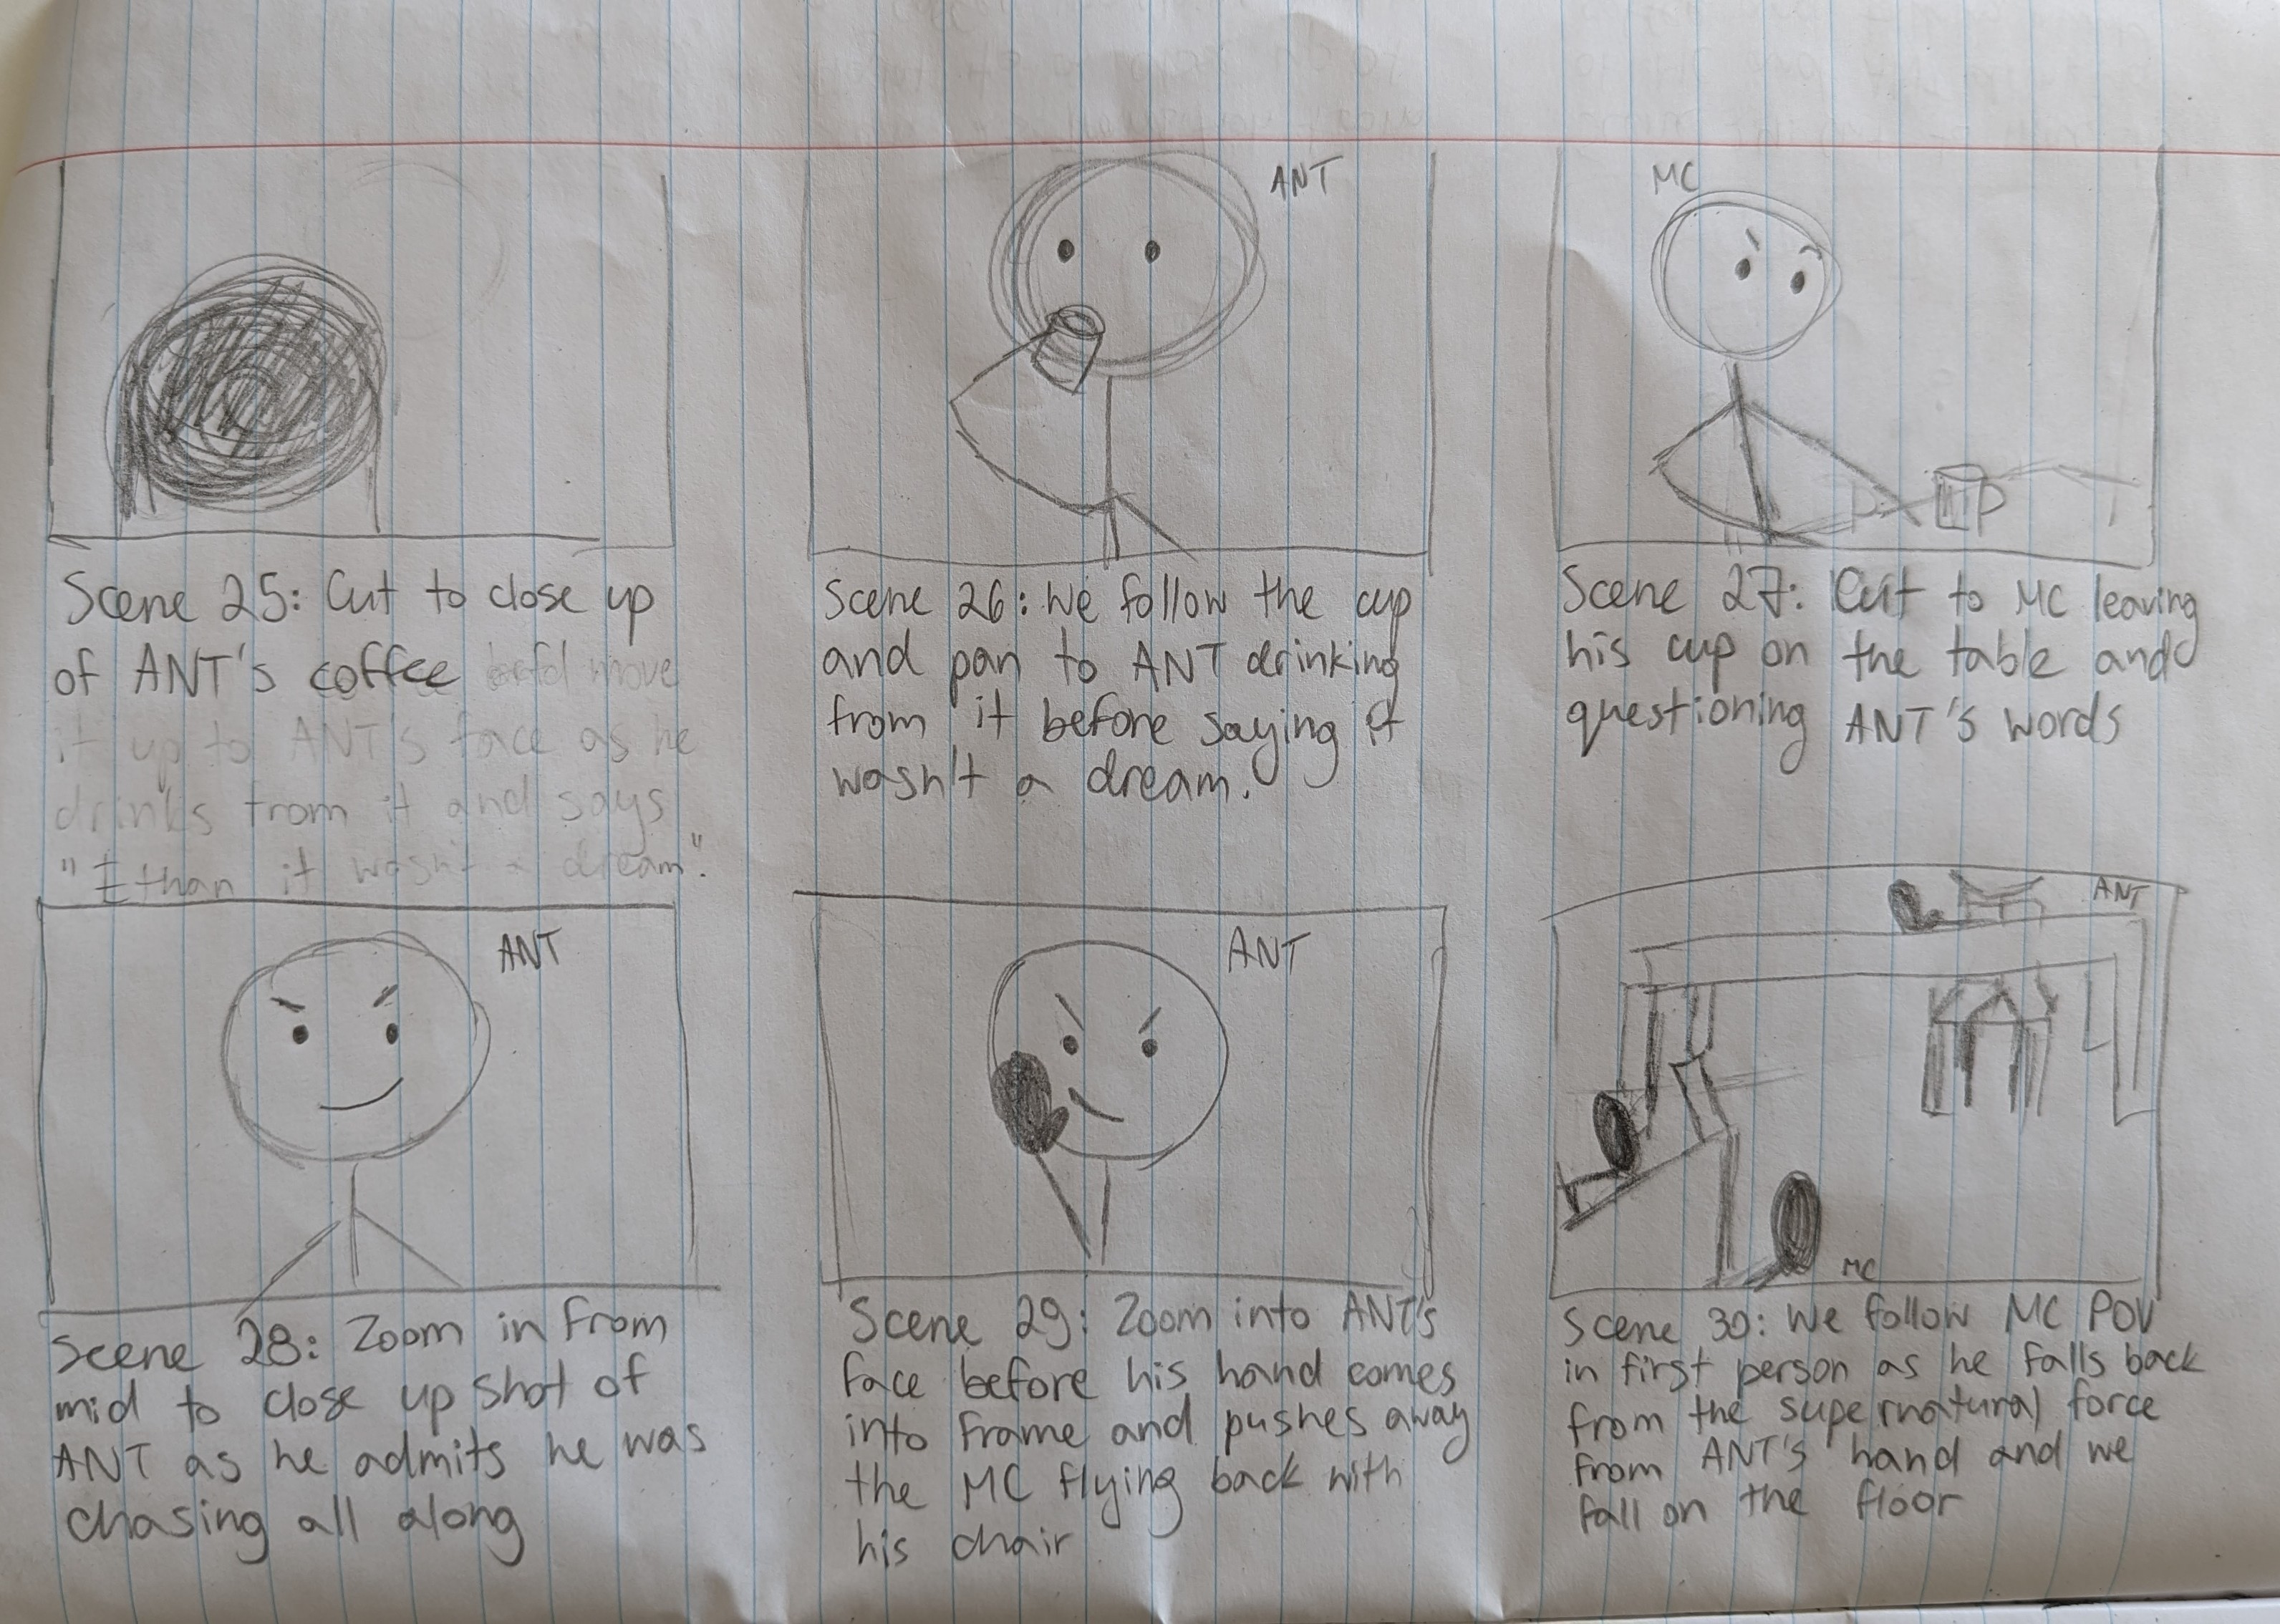 Scene 25: Cut to close up
of ANT's coffee move
it up to ANT's face as he
drinks from it and says
"I than it wasn't a dream".
ANT
Scene 26: We follow the cup
and pan to ANT drinking
from it before saying it
wasn't a dream.
MC
Scene 27: Cut to MC leaving
his cup on the table and
questioning ANT's words
ANT
Scene 28: Zoom in from
mid to close up shot of
ANT as he admits he was
chasing all along
ANT
Scene 29: Zoom into ANT's
face before his hand comes
into frame and pushes away
the MC flying back with
his chair
ANT
MC
Scene 30: We follow MC POV
in first person as he falls back
from the supernatural force
from ANT's hand and we
fall on the floor